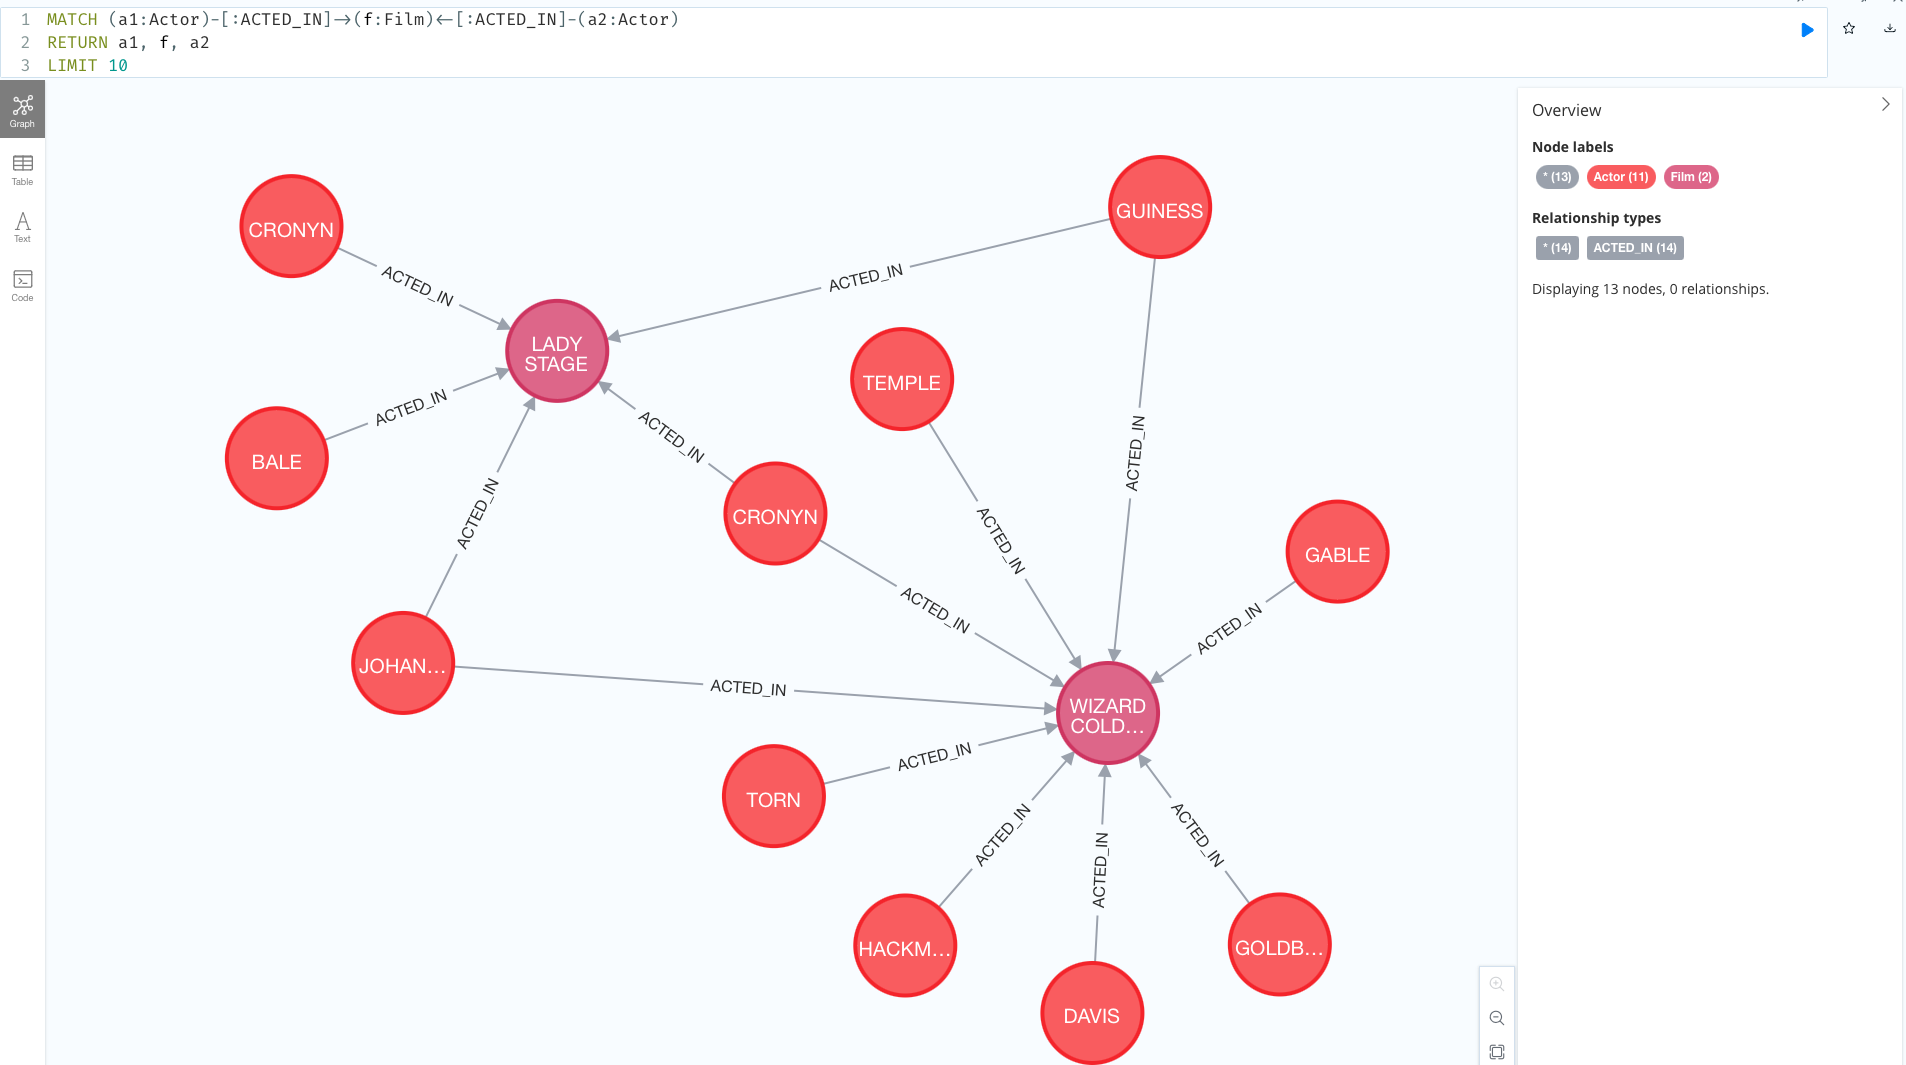 1 MATCH (a1:Actor)-[:ACTED_IN]->(f:Film)<-[:ACTED_IN]-(a2:Actor)
2 RETURN a1, f, a2
3 LIMIT 10
Graph
Table
Text
Code
CRONYN
GUINESS
ACTED_IN
ACTED_IN
LADY
STAGE
TEMPLE
ACTED_IN
ACTED_IN
ACTED_IN
BALE
ACTED_IN
CRONYN
ACTED_IN
GABLE
ACTED_IN
ACTED_IN
JOHAN...
ACTED_IN
WIZARD
COLD...
ACTED_IN
TORN
ACTED_IN
ACTED_IN
ACTED_IN
ACTED_IN
HACKM...
GOLDB...
DAVIS
Overview
Node labels
* (13) Actor (11) Film (2)
Relationship types
* (14) ACTED_IN (14)
Displaying 13 nodes, 0 relationships.